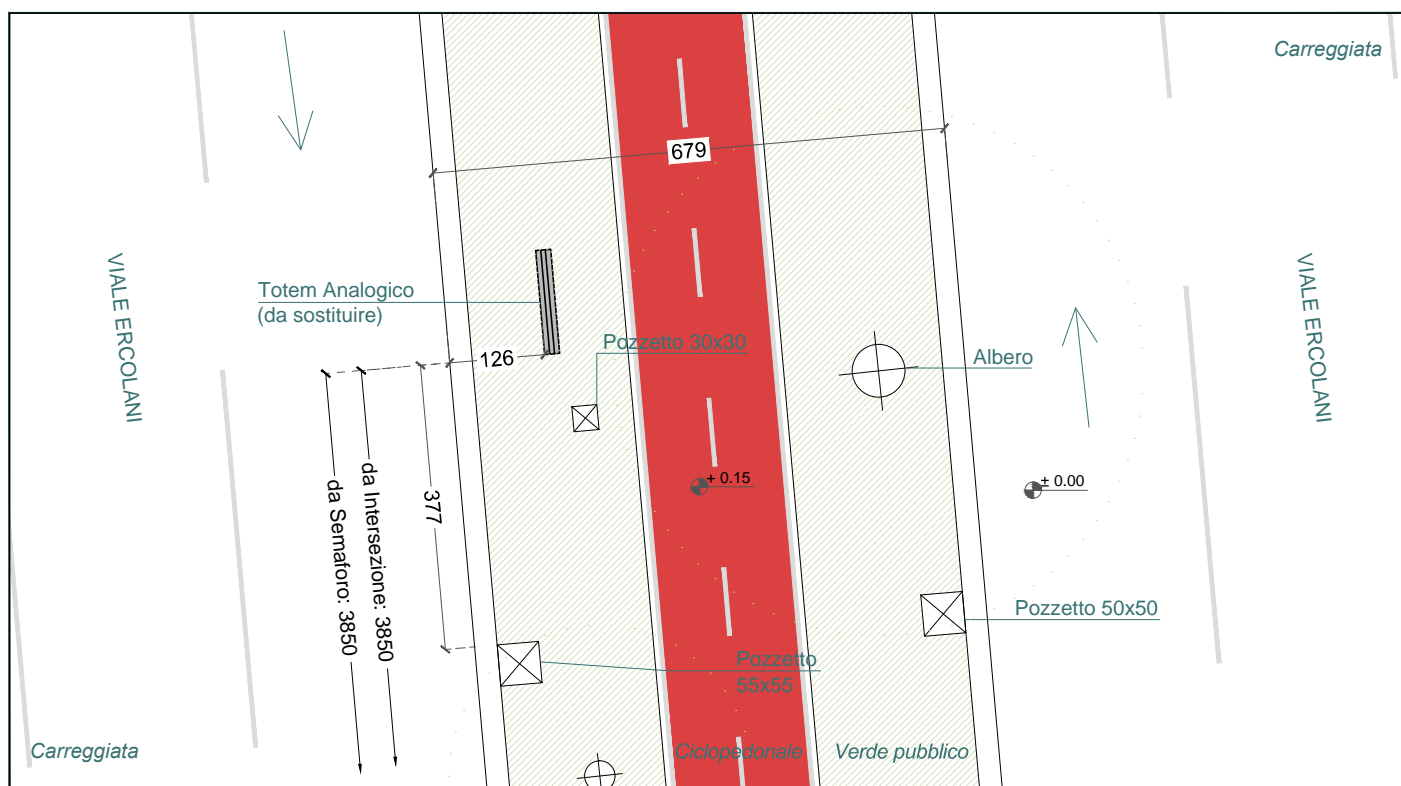 Carreggiata
679
VIALE ERCOLANI
VIALE ERCOLANI
Totem Analogico
(da sostituire)
126
Pozzetto 30x30
Albero
+ 0.15
± 0.00
377
da Intersezione: 3850
da Semaforo: 3850
Pozzetto 50x50
Pozzetto
55x55
Carreggiata
Ciclopedonale
Verde pubblico